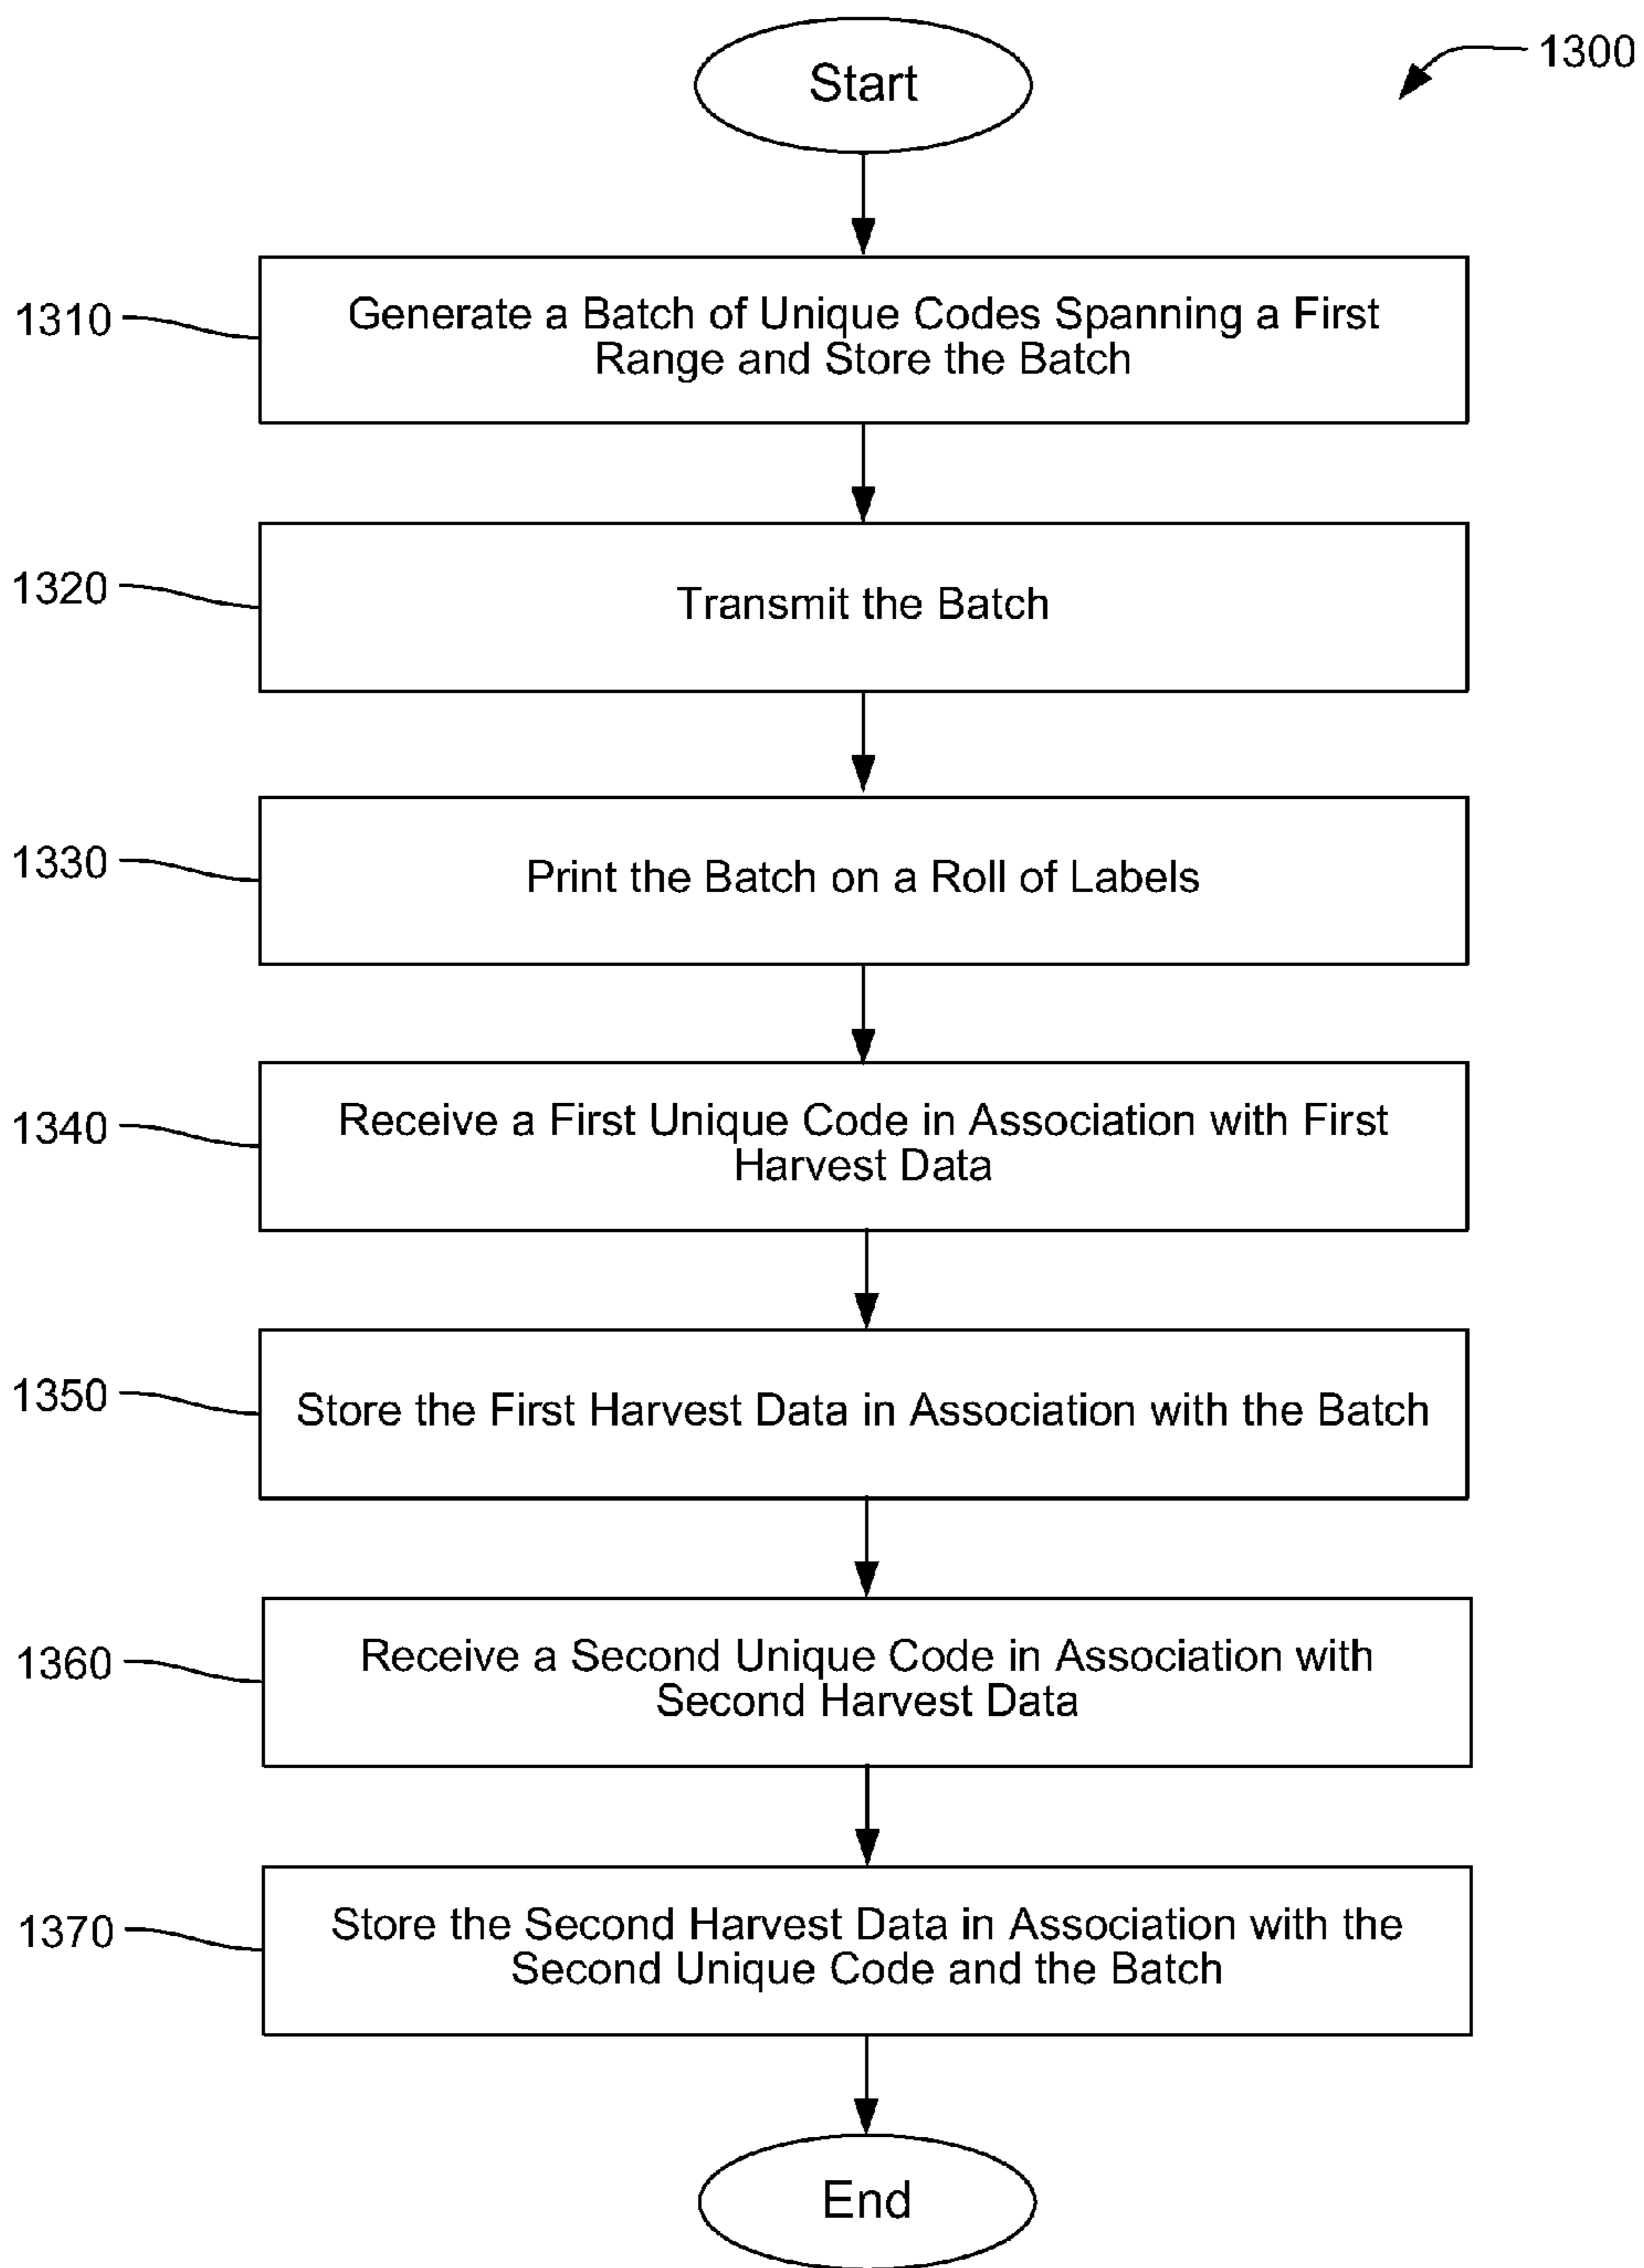 Start
1300
1310
Generate a Batch of Unique Codes Spanning a First
Range and Store the Batch
1320
Transmit the Batch
1330
Print the Batch on a Roll of Labels
1340
Receive a First Unique Code in Association with First
Harvest Data
1350
Store the First Harvest Data in Association with the Batch
1360
Receive a Second Unique Code in Association with
Second Harvest Data
1370
Store the Second Harvest Data in Association with the
Second Unique Code and the Batch
End